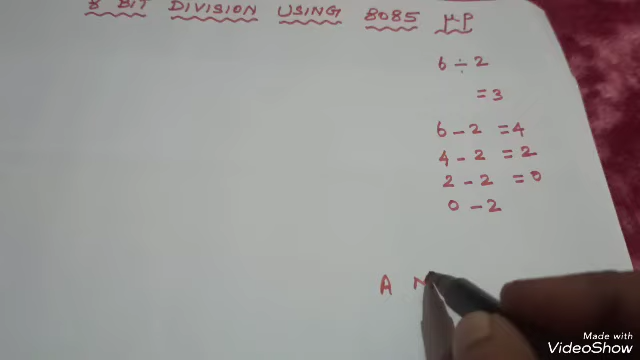 8 BIT DIVISION USING 8085 μP
6 ÷ 2
= 3
6 - 2 = 4
4 - 2 = 2
2 - 2 = 0
0 - 2
A
Made with
VideoShow